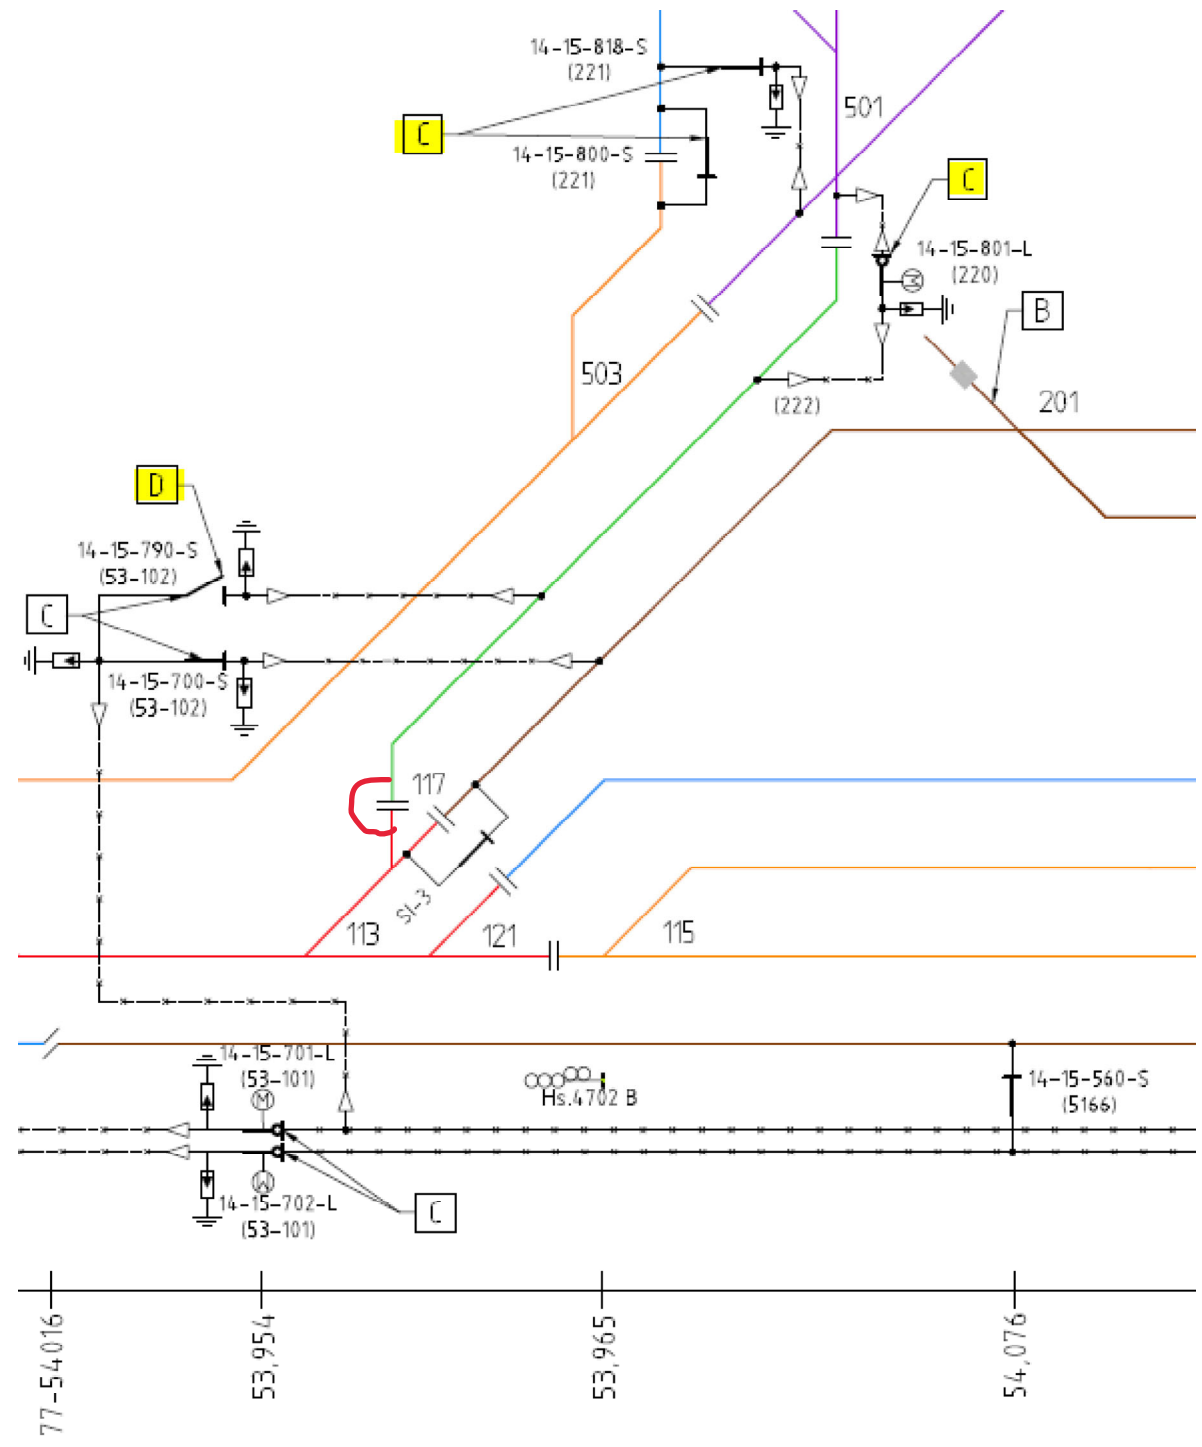 14-15-818-S
(221)
501
C
14-15-800-S
(221)
C
14-15-801-L
(220)
M
B
503
(222)
201
D
14-15-790-S
(53-102)
C
14-15-700-S
(53-102)
117
SI-3
113
121
115
14-15-701-L
(53-101)
M
Hs.4702 B
14-15-560-S
(5166)
M
14-15-702-L
(53-101)
C
77-54016
53,954
53,965
54,076